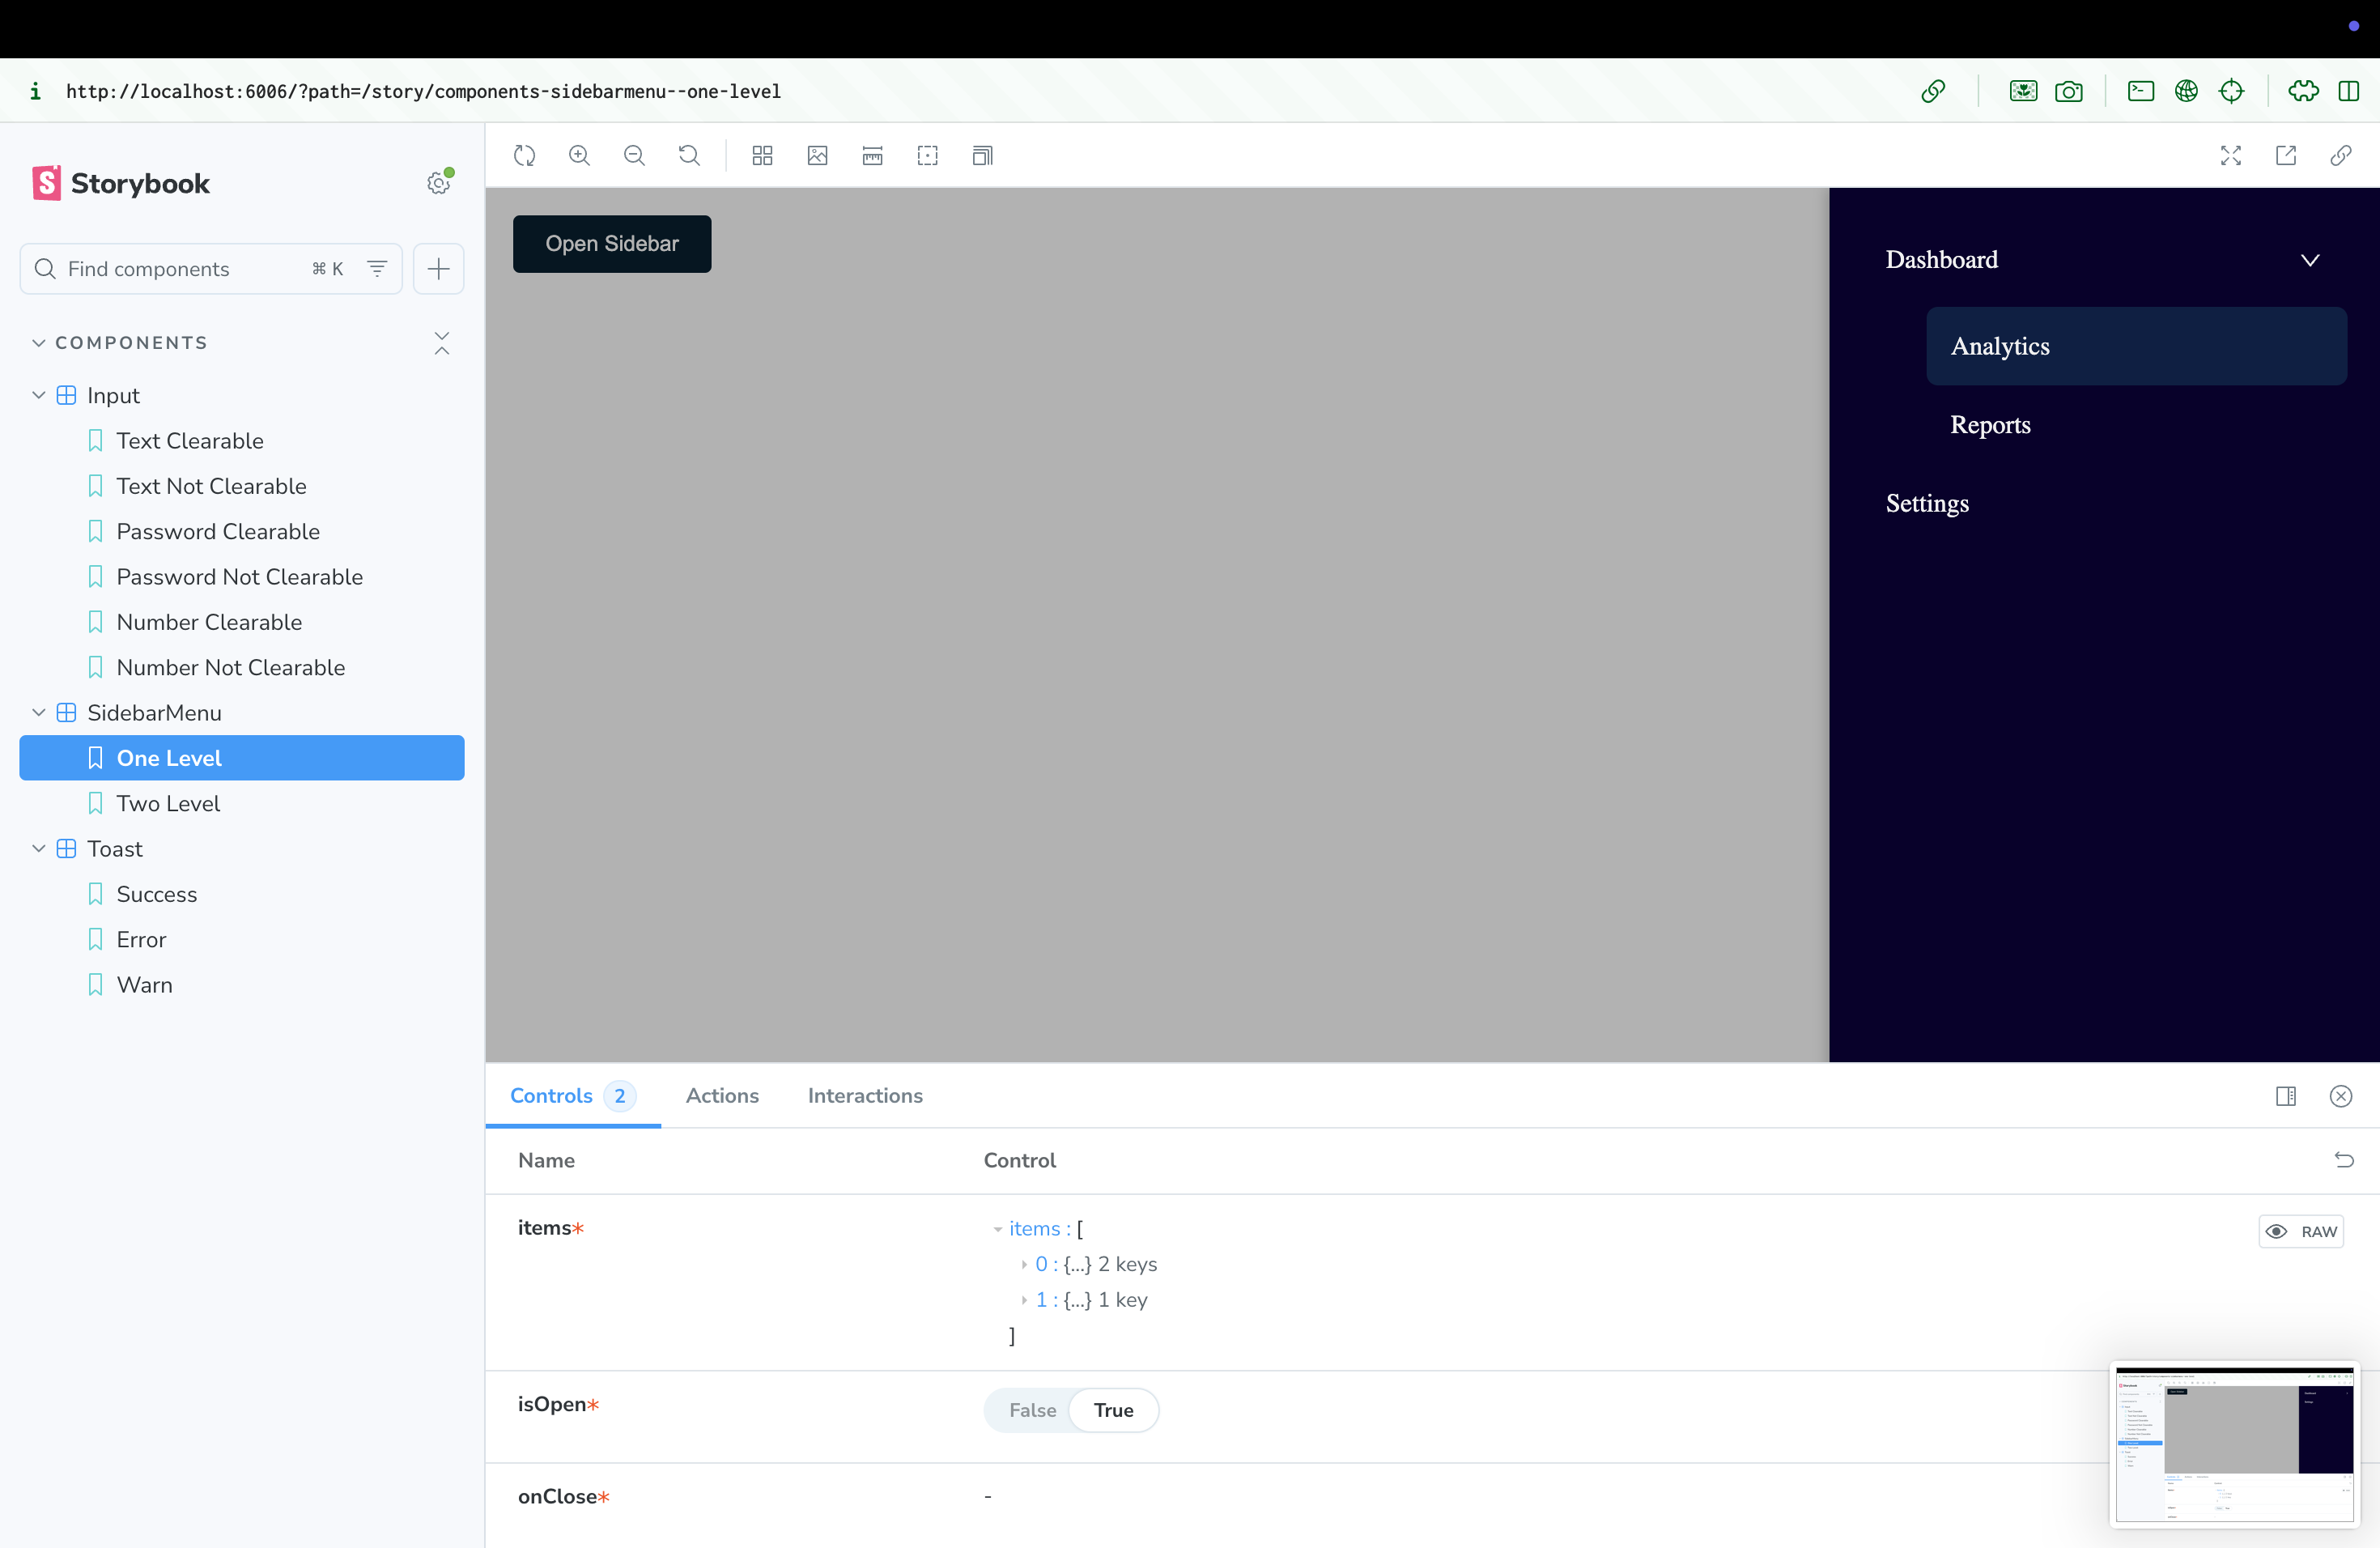 http://localhost:6006/?path=/story/components-sidebarmenu--one-level
Storybook
Find components ⌘ K
COMPONENTS
Input
Text Clearable
Text Not Clearable
Password Clearable
Password Not Clearable
Number Clearable
Number Not Clearable
SidebarMenu
One Level
Two Level
Toast
Success
Error
Warn
Open Sidebar
Dashboard
Analytics
Reports
Settings
Controls 2 Actions Interactions
Name Control
items* items : [
0 : {...} 2 keys
1 : {...} 1 key
]
RAW
isOpen* False True
onClose* -